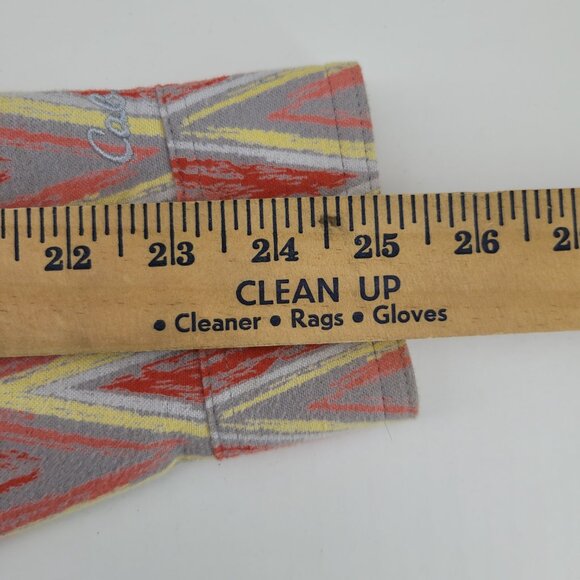 22 23 24 25 26
CLEAN UP
• Cleaner • Rags • Gloves